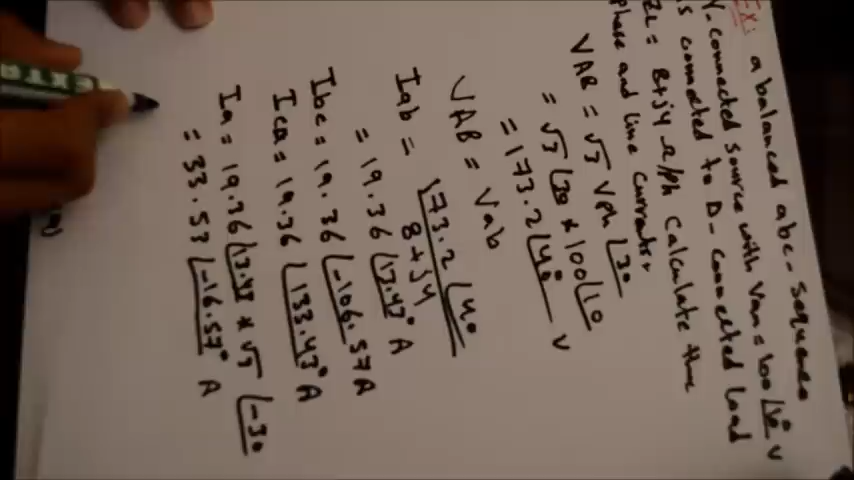 EX: a balanced abc-sequence
Y-connected source with Van = 100∠10° V
is connected to D-connected load
ZL = 8+j4 Ω/ph calculate the
phase and line currents.
VAB = √3 Vph ∠30
= √3 ∠30 * 100∠10
= 173.2 ∠40° V
VAB = Vab
Iab = 173.2 ∠40 / 8+j4
= 19.36 ∠13.43° A
Ibc = 19.36 ∠-106.57 A
Ica = 19.36 ∠133.43° A
Ia = 19.36 ∠13.43 * √3 ∠-30
= 33.53 ∠-16.57° A
EXTRA